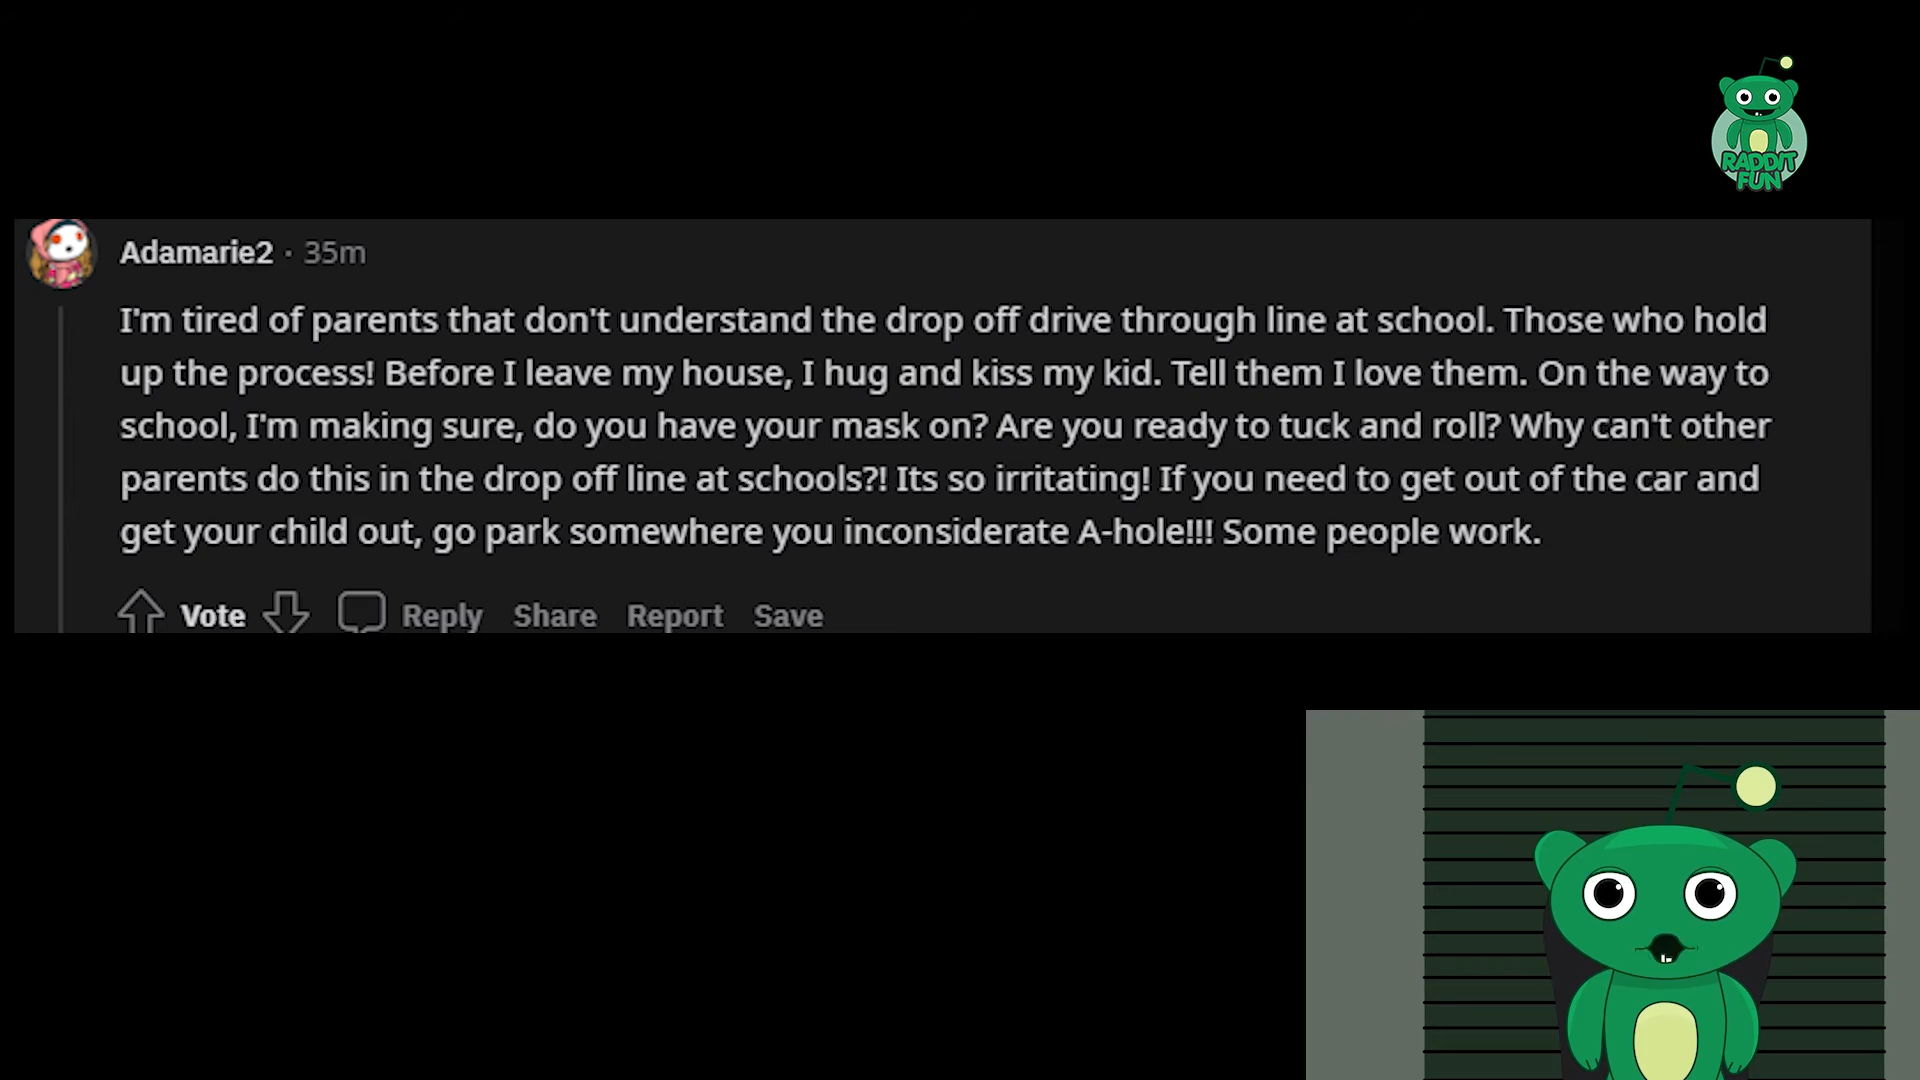 RADDIT
FUN
Adamarie2 · 35m
I'm tired of parents that don't understand the drop off drive through line at school. Those who hold
up the process! Before I leave my house, I hug and kiss my kid. Tell them I love them. On the way to
school, I'm making sure, do you have your mask on? Are you ready to tuck and roll? Why can't other
parents do this in the drop off line at schools?! Its so irritating! If you need to get out of the car and
get your child out, go park somewhere you inconsiderate A-hole!!! Some people work.
Vote Reply Share Report Save